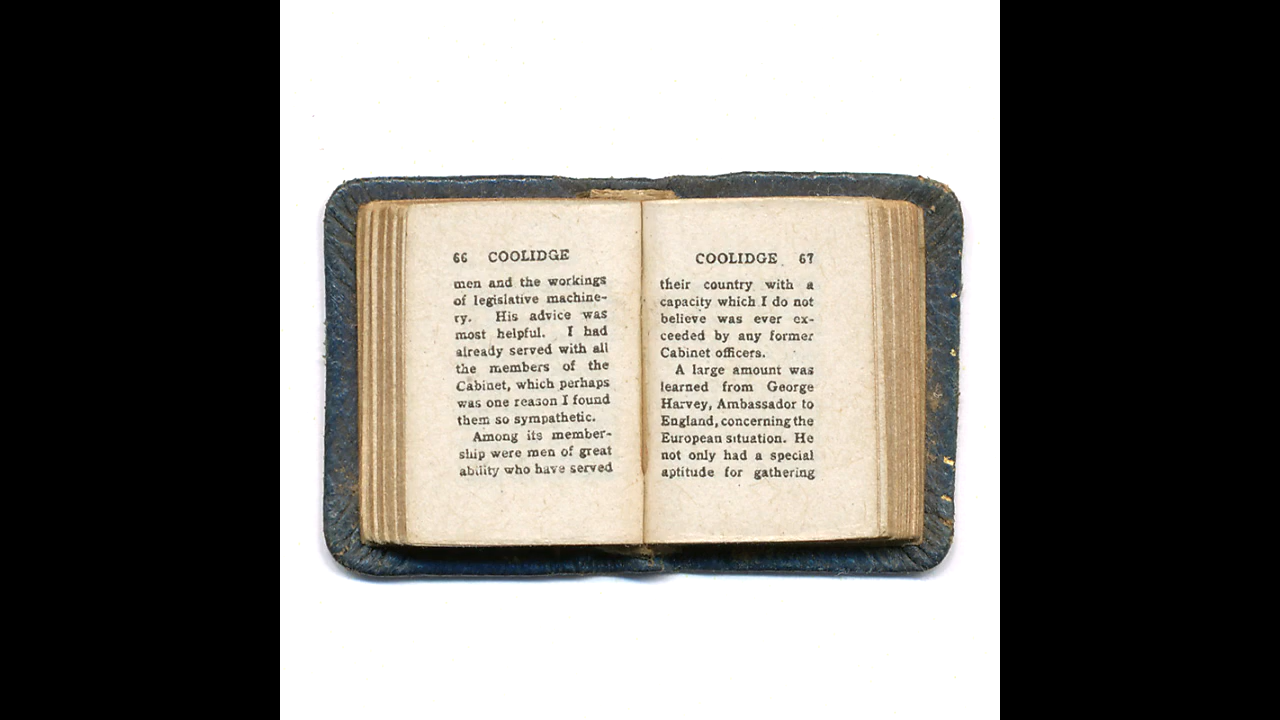 66 COOLIDGE
men and the workings
of legislative machine-
ry. His advice was
most helpful. I had
already served with all
the members of the
Cabinet, which perhaps
was one reason I found
them so sympathetic.
Among its member-
ship were men of great
ability who have served
COOLIDGE 67
their country with a
capacity which I do not
believe was ever ex-
ceeded by any former
Cabinet officers.
A large amount was
learned from George
Harvey, Ambassador to
England, concerning the
European situation. He
not only had a special
aptitude for gathering